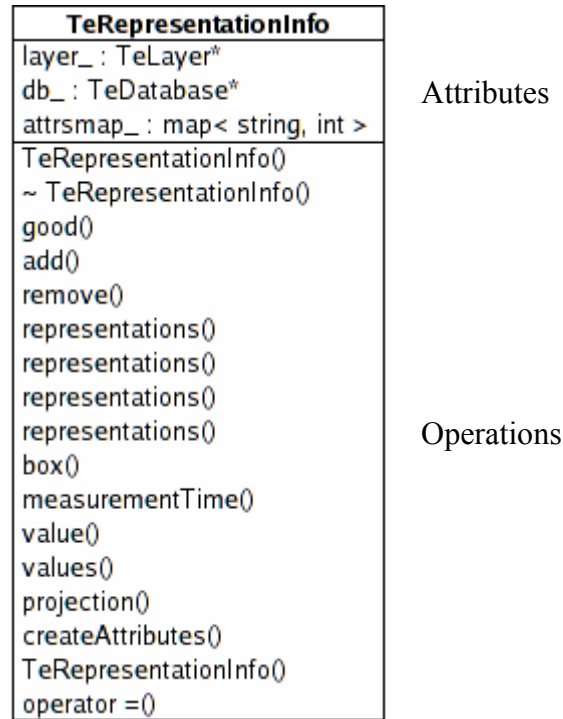 TeRepresentationInfo
layer_ : TeLayer*
db_ : TeDatabase*
attrsmap_ : map< string, int >
Attributes
TeRepresentationInfo()
~ TeRepresentationInfo()
good()
add()
remove()
representations()
representations()
representations()
representations()
Operations
box()
measurementTime()
value()
values()
projection()
createAttributes()
TeRepresentationInfo()
operator =()